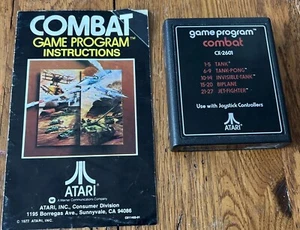 COMBAT
GAME PROGRAM™
INSTRUCTIONS
ATARI
A Warner Communications Company
ATARI, INC., Consumer Division
1195 Borregas Ave., Sunnyvale, CA 94086
© 1977 ATARI, INC.
game program™
combat
CX-2601
1-5 TANK™
6-9 TANK-PONG™
10-14 INVISIBLE-TANK™
15-20 BIPLANE
21-27 JET-FIGHTER™
Use with Joystick Controllers
ATARI